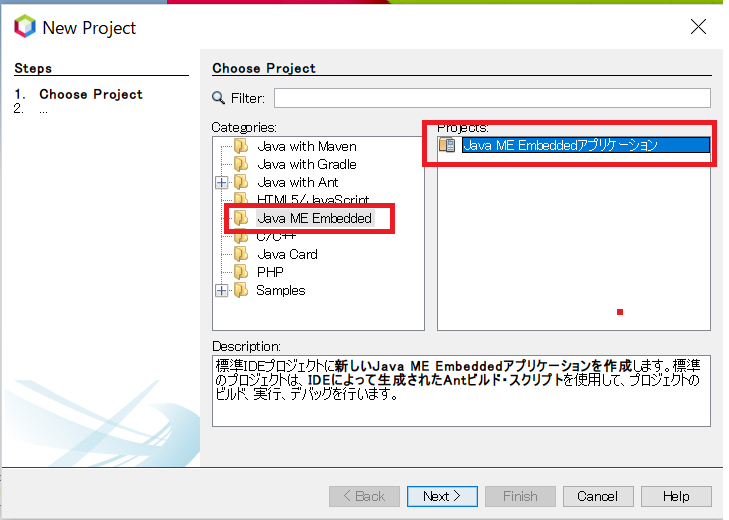 New Project
Steps
1. Choose Project
2. ...
Choose Project
Filter:
Categories:
Java with Maven
Java with Gradle
Java with Ant
HTML5/JavaScript
Java ME Embedded
C/C++
Java Card
PHP
Samples
Projects:
Java ME Embeddedアプリケーション
Description:
標準IDEプロジェクトに新しいJava ME Embeddedアプリケーションを作成します。標準
のプロジェクトは、IDEによって生成されたAntビルド・スクリプトを使用して、プロジェクトの
ビルド、実行、デバッグを行います。
< Back
Next >
Finish
Cancel
Help